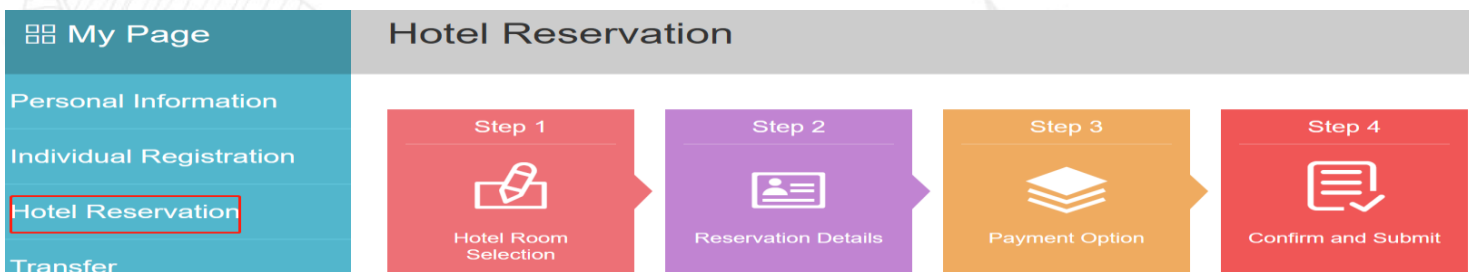 My Page
Hotel Reservation
Personal Information
Individual Registration
Hotel Reservation
Transfer
Step 1
Hotel Room
Selection
Step 2
Reservation Details
Step 3
Payment Option
Step 4
Confirm and Submit